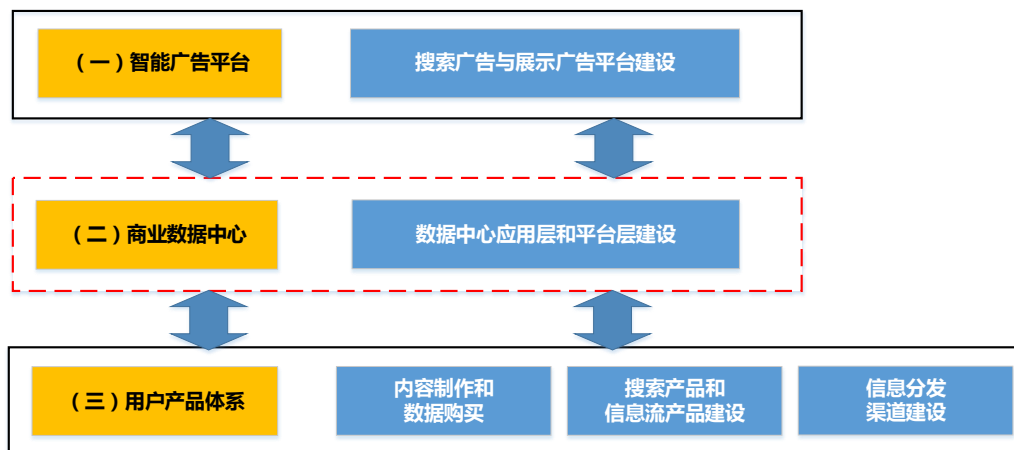 （一）智能广告平台
搜索广告与展示广告平台建设
（二）商业数据中心
数据中心应用层和平台层建设
（三）用户产品体系
内容制作和
数据购买
搜索产品和
信息流产品建设
信息分发
渠道建设